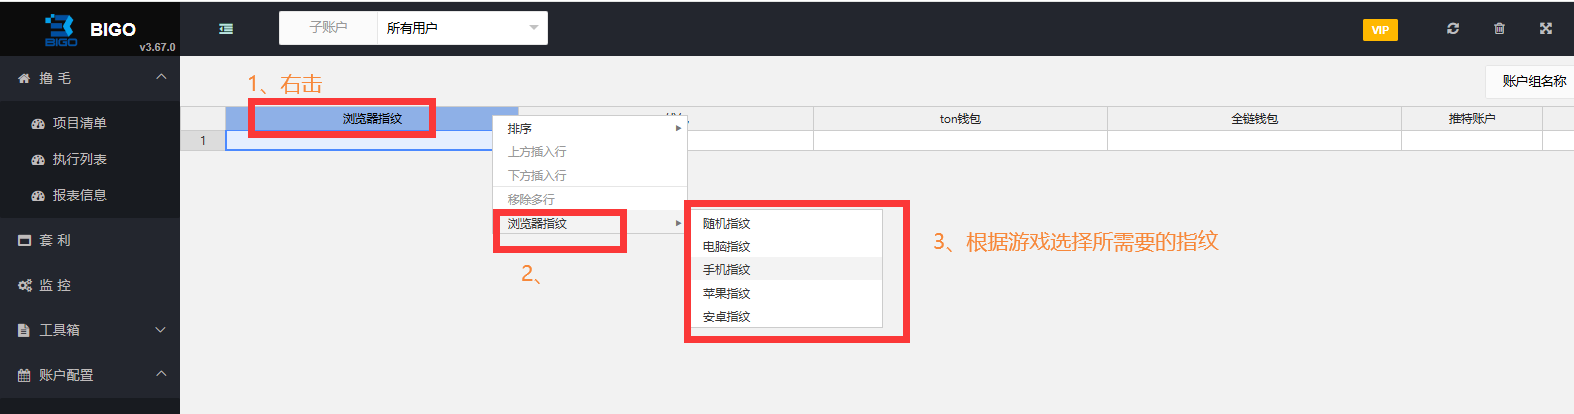 BIGO
BIGO
v3.67.0
子账户
所有用户
VIP
撸 毛
项目清单
执行列表
报表信息
套 利
监 控
工具箱
账户配置
账户组名称
1、右击
浏览器指纹
ton钱包
全链钱包
推特账户
1
排序
上方插入行
下方插入行
移除多行
浏览器指纹
2、
随机指纹
电脑指纹
手机指纹
苹果指纹
安卓指纹
3、根据游戏选择所需要的指纹